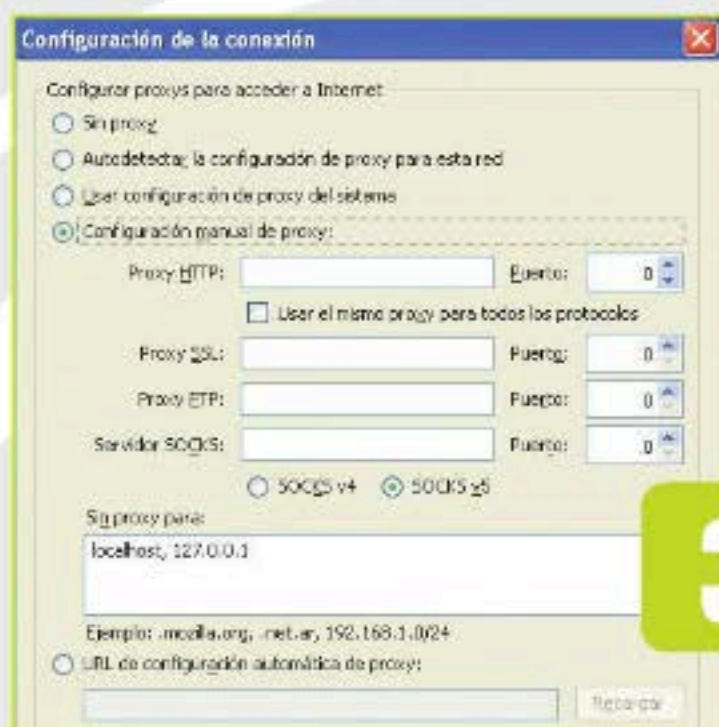 Configuración de la conexión
Configurar proxys para acceder a Internet
Sin proxy
Autodetectar la configuración de proxy para esta red
Usar configuración de proxy del sistema
Configuración manual de proxy:
Proxy HTTP: Puerto: 0
Usar el mismo proxy para todos los protocolos
Proxy SSL: Puerto: 0
Proxy FTP: Puerto: 0
Servidor SOCKS: Puerto: 0
SOCKS v4 SOCKS v5
Sin proxy para:
localhost, 127.0.0.1
Ejemplo: .mozilla.org, .net.ar, 192.168.1.0/24
URL de configuración automática de proxy:
Recargar